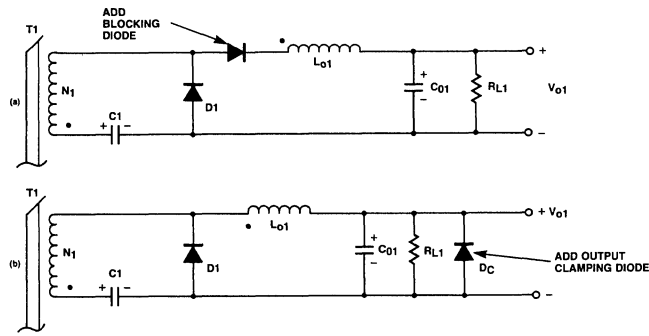 ADD
BLOCKING
DIODE
T1
+
Lo1
N1
(a)
D1
+
C01
-
RL1
Vo1
C1
+ -
-
T1
+ Vo1
Lo1
N1
(b)
D1
+
C01
-
RL1
DC
ADD OUTPUT
CLAMPING DIODE
C1
+ -
-